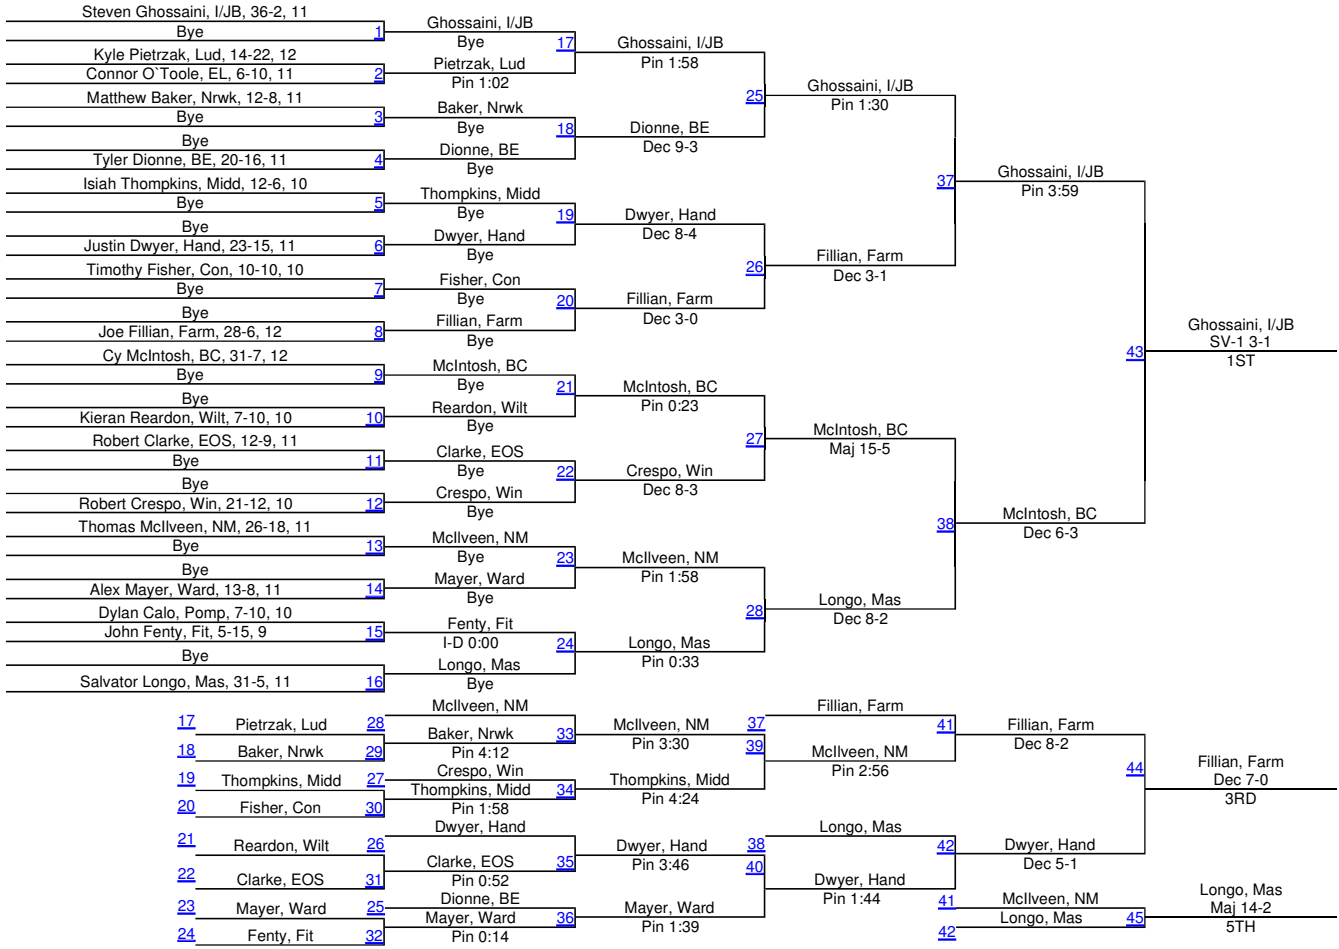 Steven Ghossaini, I/JB, 36-2, 11
Bye
1
Kyle Pietrzak, Lud, 14-22, 12
Connor O`Toole, EL, 6-10, 11
2
Matthew Baker, Nrwk, 12-8, 11
Bye
3
Bye
Tyler Dionne, BE, 20-16, 11
4
Isiah Thompkins, Midd, 12-6, 10
Bye
5
Bye
Justin Dwyer, Hand, 23-15, 11
6
Timothy Fisher, Con, 10-10, 10
Bye
7
Bye
Joe Fillian, Farm, 28-6, 12
8
Cy McIntosh, BC, 31-7, 12
Bye
9
Bye
Kieran Reardon, Wilt, 7-10, 10
10
Robert Clarke, EOS, 12-9, 11
Bye
11
Bye
Robert Crespo, Win, 21-12, 10
12
Thomas McIlveen, NM, 26-18, 11
Bye
13
Bye
Alex Mayer, Ward, 13-8, 11
14
Dylan Calo, Pomp, 7-10, 10
John Fenty, Fit, 5-15, 9
15
Bye
Salvator Longo, Mas, 31-5, 11
16
Ghossaini, I/JB
Bye
17
Pietrzak, Lud
Pin 1:02
Baker, Nrwk
Bye
18
Dionne, BE
Bye
Thompkins, Midd
Bye
19
Dwyer, Hand
Bye
Fisher, Con
Bye
20
Fillian, Farm
Bye
McIntosh, BC
Bye
21
Reardon, Wilt
Bye
Clarke, EOS
Bye
22
Crespo, Win
Bye
McIlveen, NM
Bye
23
Mayer, Ward
Bye
Fenty, Fit
I-D 0:00
24
Longo, Mas
Bye
Ghossaini, I/JB
Pin 1:58
25
Dionne, BE
Dec 9-3
Dwyer, Hand
Dec 8-4
26
Fillian, Farm
Dec 3-0
McIntosh, BC
Pin 0:23
27
Crespo, Win
Dec 8-3
McIlveen, NM
Pin 1:58
28
Longo, Mas
Pin 0:33
Ghossaini, I/JB
Pin 1:30
37
Fillian, Farm
Dec 3-1
McIntosh, BC
Maj 15-5
38
Longo, Mas
Dec 8-2
Ghossaini, I/JB
Pin 3:59
43
McIntosh, BC
Dec 6-3
Ghossaini, I/JB
SV-1 3-1
1ST
17
Pietrzak, Lud
18
Baker, Nrwk
19
Thompkins, Midd
20
Fisher, Con
21
Reardon, Wilt
22
Clarke, EOS
23
Mayer, Ward
24
Fenty, Fit
28
McIlveen, NM
29
Baker, Nrwk
Pin 4:12
33
27
Crespo, Win
30
Thompkins, Midd
Pin 1:58
34
26
Dwyer, Hand
31
Clarke, EOS
Pin 0:52
35
25
Dionne, BE
32
Mayer, Ward
Pin 0:14
36
McIlveen, NM
Pin 3:30
39
Thompkins, Midd
Pin 4:24
Dwyer, Hand
Pin 3:46
40
Mayer, Ward
Pin 1:39
37
Fillian, Farm
41
McIlveen, NM
Pin 2:56
38
Longo, Mas
42
Dwyer, Hand
Pin 1:44
Fillian, Farm
Dec 8-2
44
Dwyer, Hand
Dec 5-1
Fillian, Farm
Dec 7-0
3RD
41
McIlveen, NM
42
Longo, Mas
45
Longo, Mas
Maj 14-2
5TH